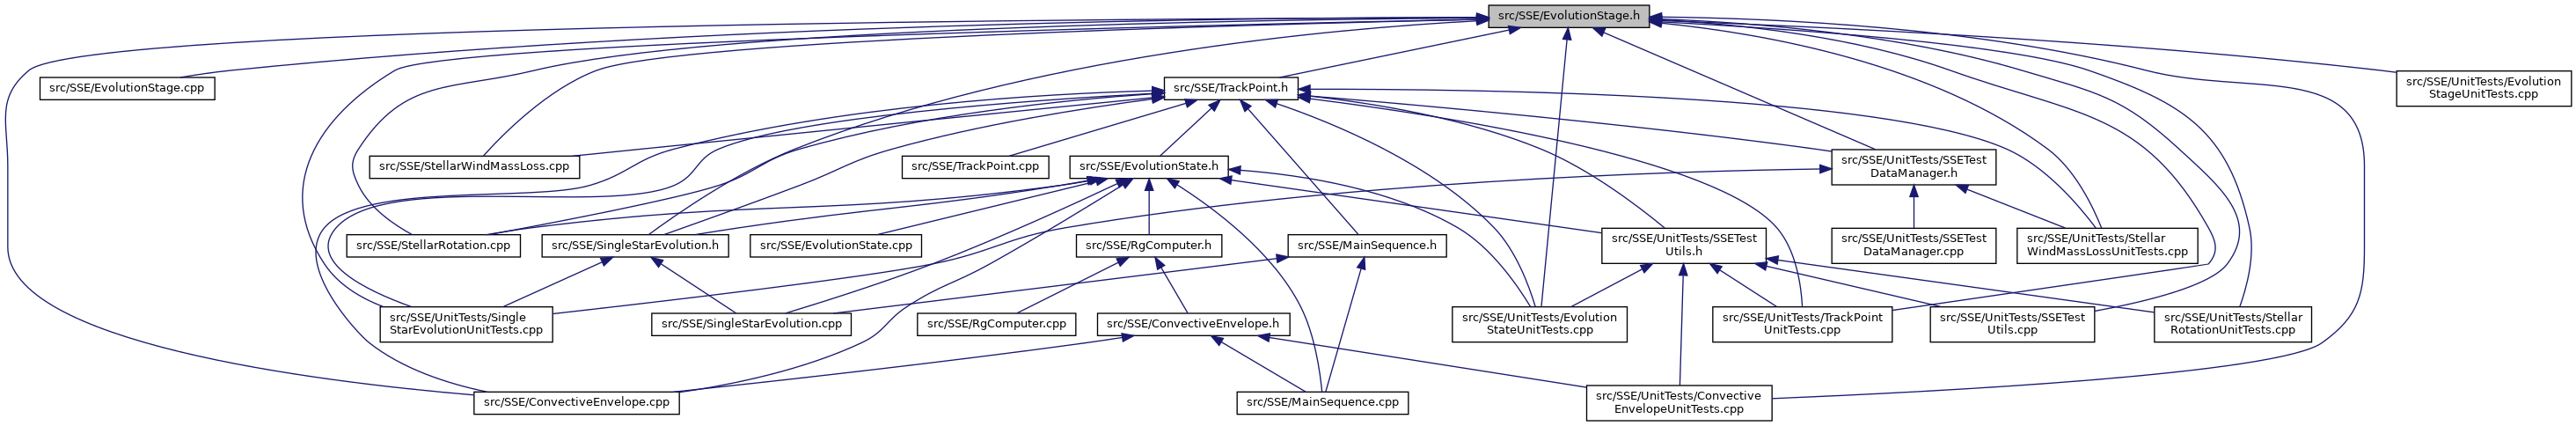 src/SSE/EvolutionStage.h
src/SSE/EvolutionStage.cpp
src/SSE/TrackPoint.h
src/SSE/UnitTests/Evolution
StageUnitTests.cpp
src/SSE/StellarWindMassLoss.cpp
src/SSE/TrackPoint.cpp
src/SSE/EvolutionState.h
src/SSE/UnitTests/SSETest
DataManager.h
src/SSE/StellarRotation.cpp
src/SSE/SingleStarEvolution.h
src/SSE/EvolutionState.cpp
src/SSE/RgComputer.h
src/SSE/MainSequence.h
src/SSE/UnitTests/SSETest
Utils.h
src/SSE/UnitTests/SSETest
DataManager.cpp
src/SSE/UnitTests/Stellar
WindMassLossUnitTests.cpp
src/SSE/UnitTests/Single
StarEvolutionUnitTests.cpp
src/SSE/SingleStarEvolution.cpp
src/SSE/RgComputer.cpp
src/SSE/ConvectiveEnvelope.h
src/SSE/UnitTests/Evolution
StateUnitTests.cpp
src/SSE/UnitTests/TrackPoint
UnitTests.cpp
src/SSE/UnitTests/SSETest
Utils.cpp
src/SSE/UnitTests/Stellar
RotationUnitTests.cpp
src/SSE/ConvectiveEnvelope.cpp
src/SSE/MainSequence.cpp
src/SSE/UnitTests/Convective
EnvelopeUnitTests.cpp